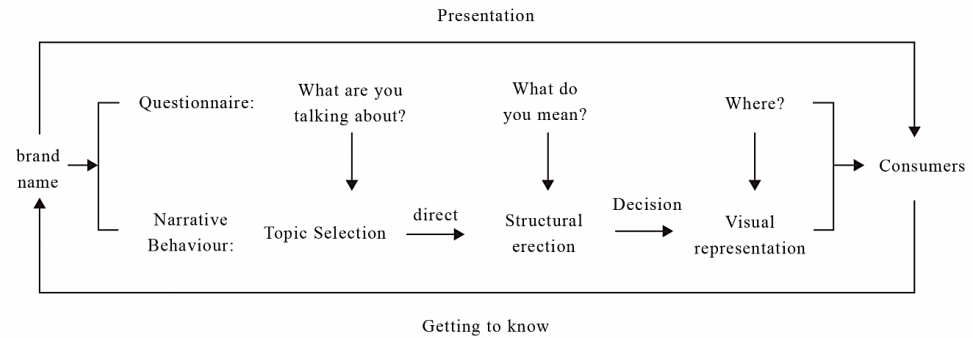 Presentation
Questionnaire:
What are you
talking about?
What do
you mean?
Where?
brand
name
Consumers
Narrative
Behaviour:
Topic Selection
direct
Structural
erection
Decision
Visual
representation
Getting to know